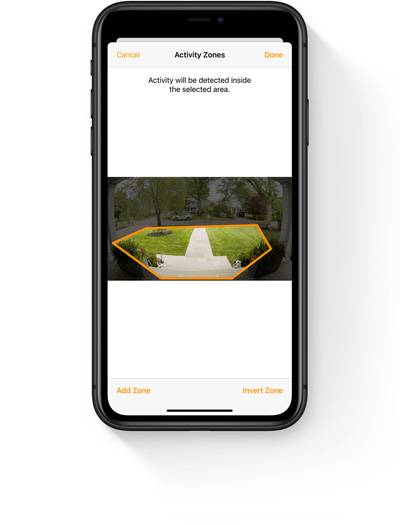 Cancel Activity Zones Done
Activity will be detected inside
the selected area.
Add Zone Invert Zone